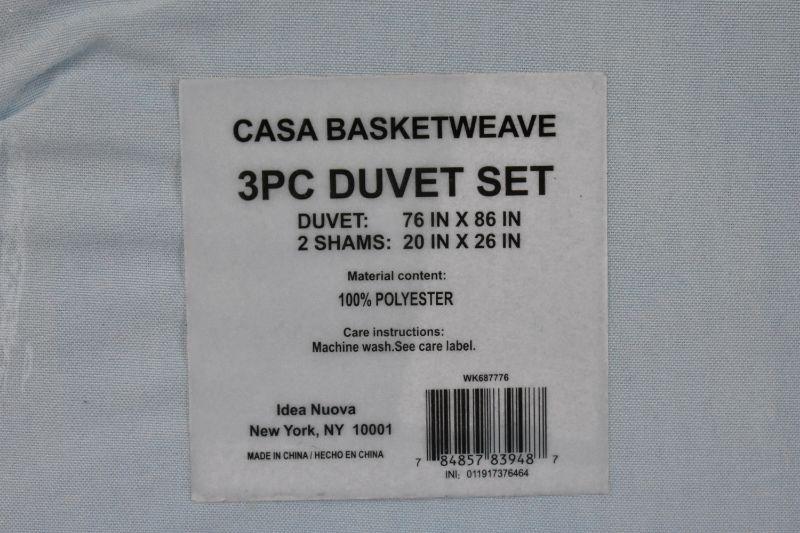 CASA BASKETWEAVE
3PC DUVET SET
DUVET: 76 IN X 86 IN
2 SHAMS: 20 IN X 26 IN
Material content:
100% POLYESTER
Care instructions:
Machine wash.See care label.
WK687776
Idea Nuova
New York, NY 10001
MADE IN CHINA / HECHO EN CHINA
7 84857 83948 7
INI: 011917376464